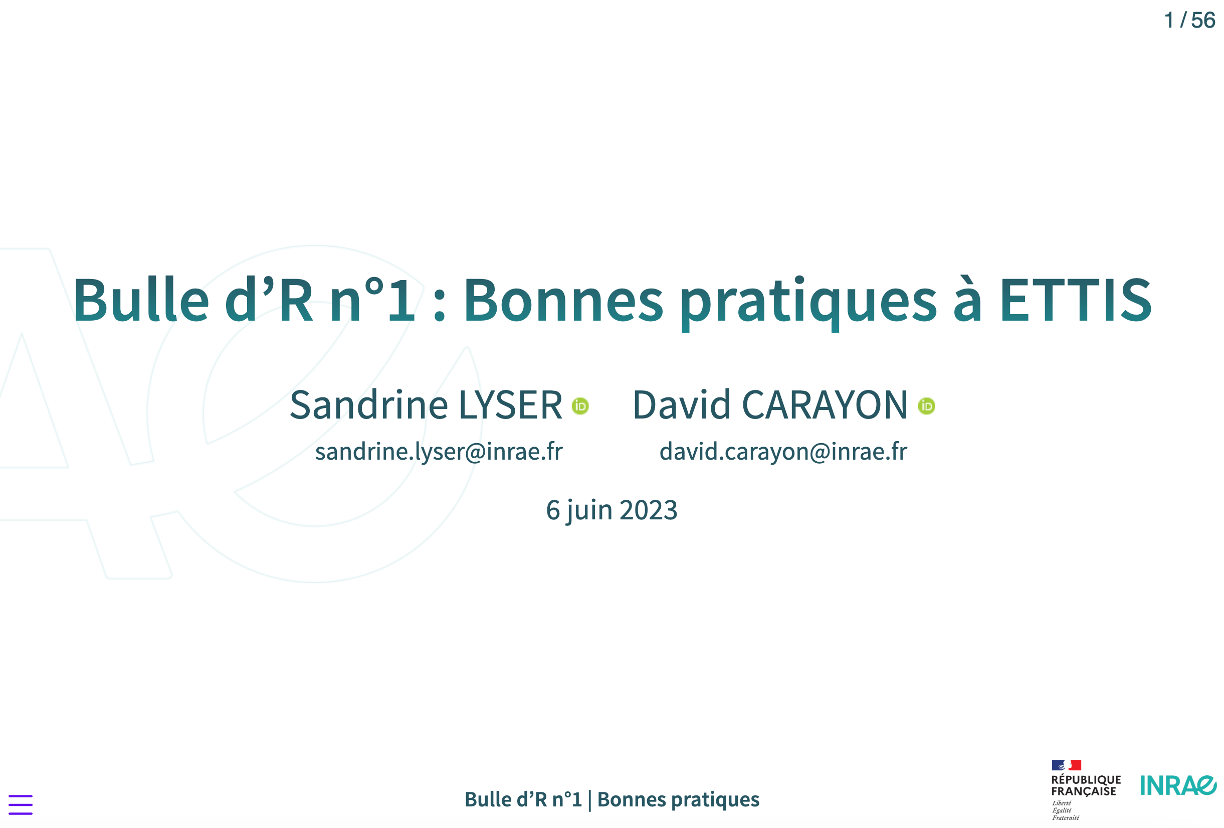 1 / 56
Bulle d’R n°1 : Bonnes pratiques à ETTIS
Sandrine LYSER iD David CARAYON iD
sandrine.lyser@inrae.fr david.carayon@inrae.fr
6 juin 2023
Bulle d’R n°1 | Bonnes pratiques
RÉPUBLIQUE
FRANÇAISE
Liberté
Égalité
Fraternité
INRAE